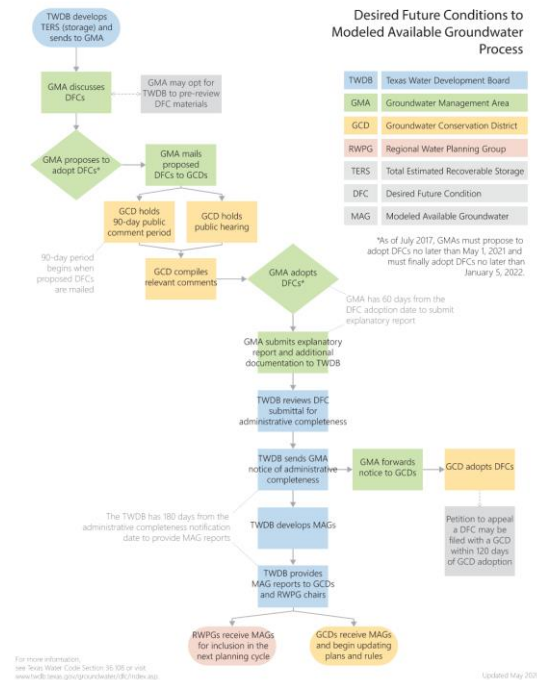 Desired Future Conditions to
Modeled Available Groundwater
Process
TWDB develops
TERS (storage) and
sends to GMA
GMA discusses
DFCs
GMA may opt for
TWDB to pre-review
DFC materials
GMA proposes to
adopt DFCs*
GMA mails
proposed
DFCs to GCDs
TWDB Texas Water Development Board
GMA Groundwater Management Area
GCD Groundwater Conservation District
RWPG Regional Water Planning Group
TERS Total Estimated Recoverable Storage
DFC Desired Future Condition
MAG Modeled Available Groundwater
*As of July 2017, GMAs must propose to
adopt DFCs no later than May 1, 2021 and
must finally adopt DFCs no later than
January 5, 2022.
GCD holds
90-day public
comment period
GCD holds
public hearing
90-day period
begins when
proposed DFCs
are mailed
GCD compiles
relevant comments
GMA adopts
DFCs*
GMA has 60 days from the
DFC adoption date to submit
explanatory report
GMA submits explanatory
report and additional
documentation to TWDB
TWDB reviews DFC
submittal for
administrative completeness
TWDB sends GMA
notice of administrative
completeness
GMA forwards
notice to GCDs
GCD adopts DFCs
Petition to appeal
a DFC may be
filed with a GCD
within 120 days
of GCD adoption
The TWDB has 180 days from the
administrative completeness notification
date to provide MAG reports
TWDB develops MAGs
TWDB provides
MAG reports to GCDs
and RWPG chairs
RWPGs receive MAGs
for inclusion in the
next planning cycle
GCDs receive MAGs
and begin updating
plans and rules
For more information,
see Texas Water Code Section 36.108 or visit
www.twdb.texas.gov/groundwater/dfc/index.asp
Updated May 2021